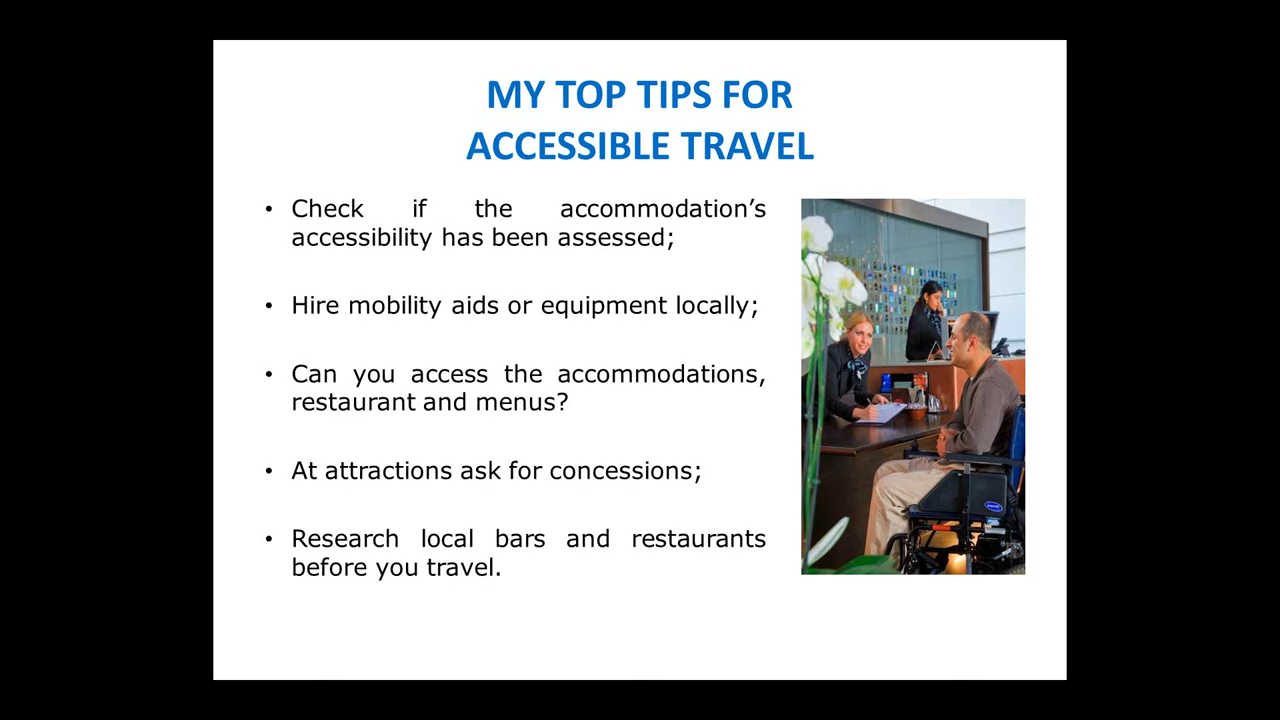 MY TOP TIPS FOR
ACCESSIBLE TRAVEL
• Check if the accommodation’s
accessibility has been assessed;
• Hire mobility aids or equipment locally;
• Can you access the accommodations,
restaurant and menus?
• At attractions ask for concessions;
• Research local bars and restaurants
before you travel.